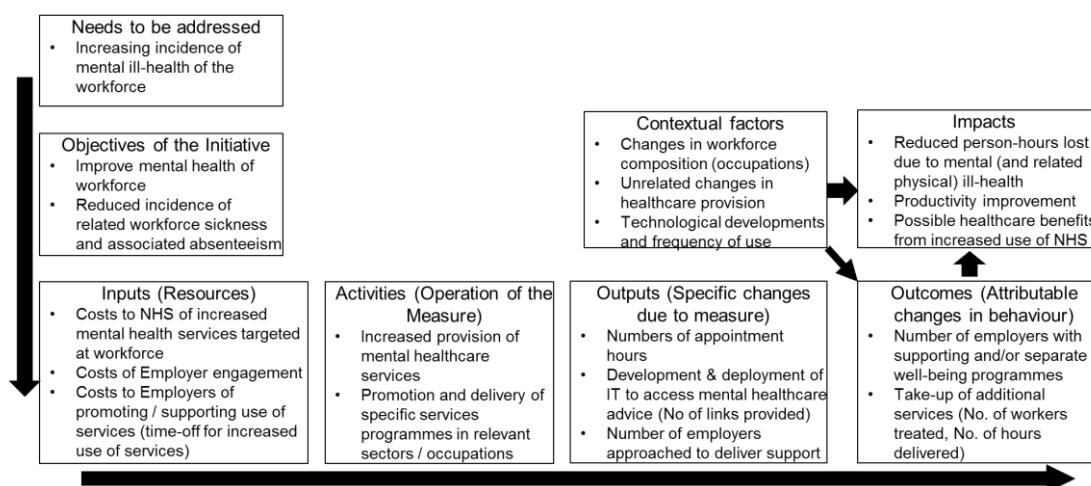 Needs to be addressed
• Increasing incidence of
mental ill-health of the
workforce
Objectives of the Initiative
• Improve mental health of
workforce
• Reduced incidence of
related workforce sickness
and associated absenteeism
Contextual factors
• Changes in workforce
composition (occupations)
• Unrelated changes in
healthcare provision
• Technological developments
and frequency of use
Impacts
• Reduced person-hours lost
due to mental (and related
physical) ill-health
• Productivity improvement
• Possible healthcare benefits
from increased use of NHS
Inputs (Resources)
• Costs to NHS of increased
mental health services targeted
at workforce
• Costs of Employer engagement
• Costs to Employers of
promoting / supporting use of
services (time-off for increased
use of services)
Activities (Operation of the
Measure)
• Increased provision of
mental healthcare
services
• Promotion and delivery of
specific services
programmes in relevant
sectors / occupations
Outputs (Specific changes
due to measure)
• Numbers of appointment
hours
• Development & deployment of
IT to access mental healthcare
advice (No of links provided)
• Number of employers
approached to deliver support
Outcomes (Attributable
changes in behaviour)
• Number of employers with
supporting and/or separate
well-being programmes
• Take-up of additional
services (No. of workers
treated, No. of hours
delivered)